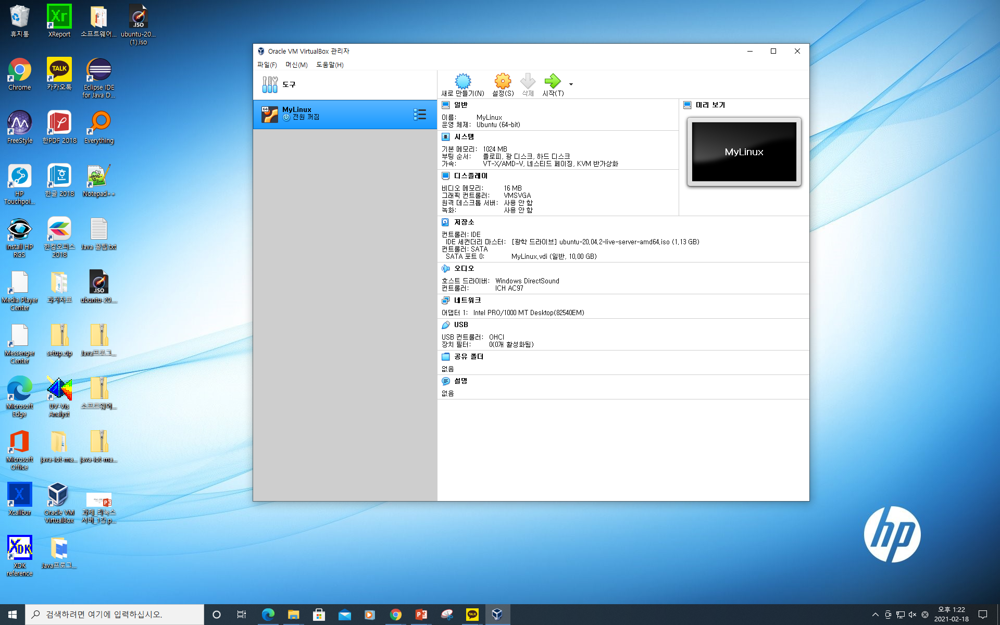 휴지통
XReport
소프트웨어...
ubuntu-20...
(1).iso
Chrome
카카오톡
Eclipse IDE
for Java D...
FreeStyle
한PDF 2018
Everything
HP
Touchpoi...
한글 2018
Notepad++
Install HP
RGS
한컴오피스
2018
Java 꿀팁.txt
Media Player
Center
과거자료
ubuntu-20....
Messenger
Center
setup.zip
Java프로그...
Microsoft
Edge
UV-Vis
Analyst
소프트웨어...
Microsoft
Office
java-iot-ma...
java-iot-ma...
Xcalibur
Oracle VM
VirtualBox
과제_리눅스
서버_1강.p...
XDK
reference
Java프로그...
Oracle VM VirtualBox 관리자
파일(F) 머신(M) 도움말(H)
도구
새로 만들기(N) 설정(S) 삭제 시작(T)
64
MyLinux
전원 꺼짐
일반
이름: MyLinux
운영 체제: Ubuntu (64-bit)
시스템
기본 메모리: 1024 MB
부팅 순서: 플로피, 광 디스크, 하드 디스크
가속: VT-X/AMD-V, 네스티드 페이징, KVM 반가상화
디스플레이
비디오 메모리: 16 MB
그래픽 컨트롤러: VMSVGA
원격 데스크톱 서버: 사용 안 함
녹화: 사용 안 함
미리 보기
MyLinux
저장소
컨트롤러: IDE
IDE 세컨더리 마스터: [광학 드라이브] ubuntu-20.04.2-live-server-amd64.iso (1.13 GB)
컨트롤러: SATA
SATA 포트 0: MyLinux.vdi (일반, 10.00 GB)
오디오
호스트 드라이버: Windows DirectSound
컨트롤러: ICH AC97
네트워크
어댑터 1: Intel PRO/1000 MT Desktop(82540EM)
USB
USB 컨트롤러: OHCI
장치 필터: 0(0개 활성화됨)
공유 폴더
없음
설명
없음
hp
검색하려면 여기에 입력하십시오.
오후 1:22
2021-02-18